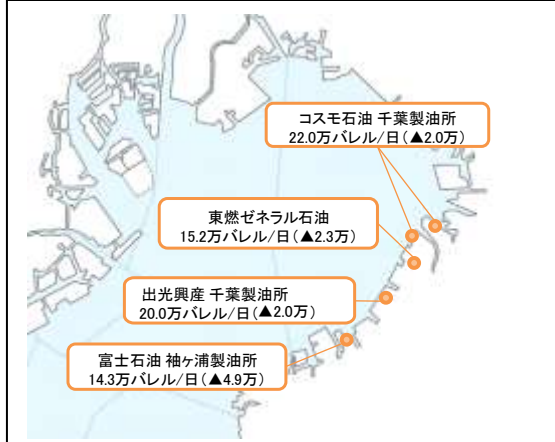 コスモ石油 千葉製油所
22.0万バレル/日(▲2.0万)
東燃ゼネラル石油
15.2万バレル/日(▲2.3万)
出光興産 千葉製油所
20.0万バレル/日(▲2.0万)
富士石油 袖ヶ浦製油所
14.3万バレル/日(▲4.9万)